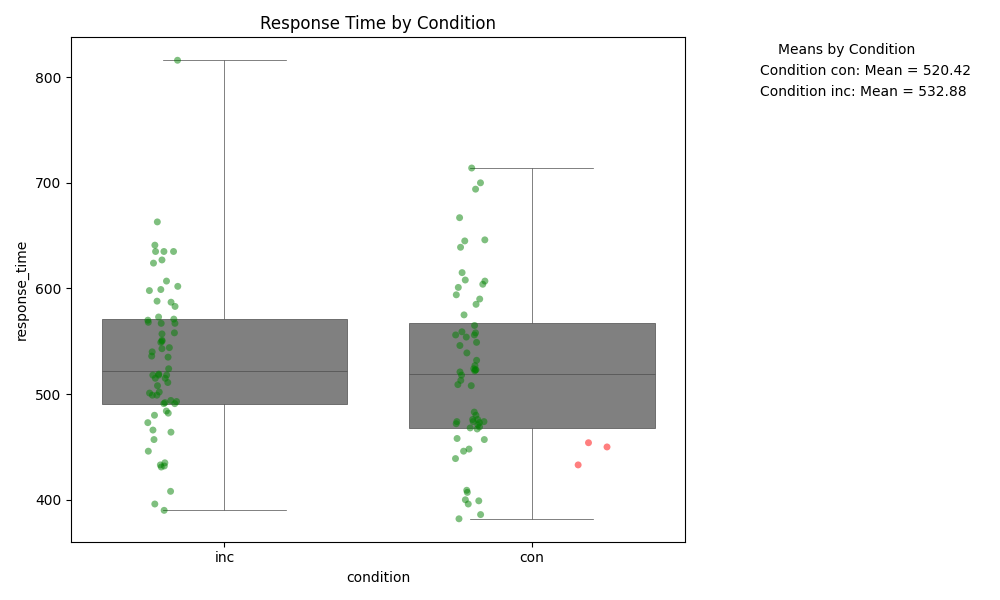 Response Time by Condition
Means by Condition
Condition con: Mean = 520.42
Condition inc: Mean = 532.88
800
700
600
500
400
response_time
inc
con
condition